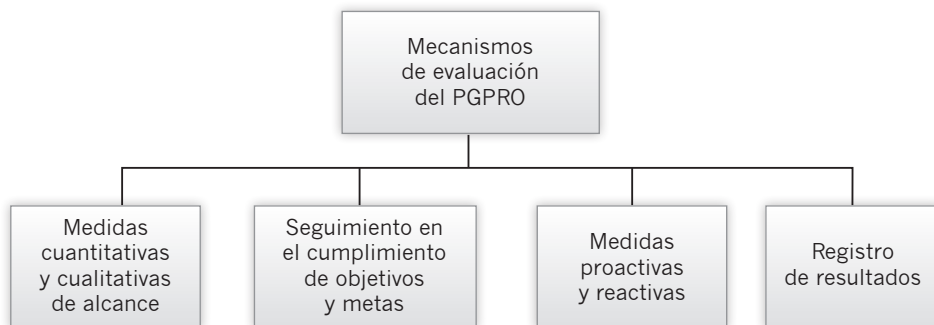 Mecanismos
de evaluación
del PGPRO
Medidas
cuantitativas
y cualitativas
de alcance
Seguimiento en
el cumplimiento
de objetivos
y metas
Medidas
proactivas
y reactivas
Registro
de resultados